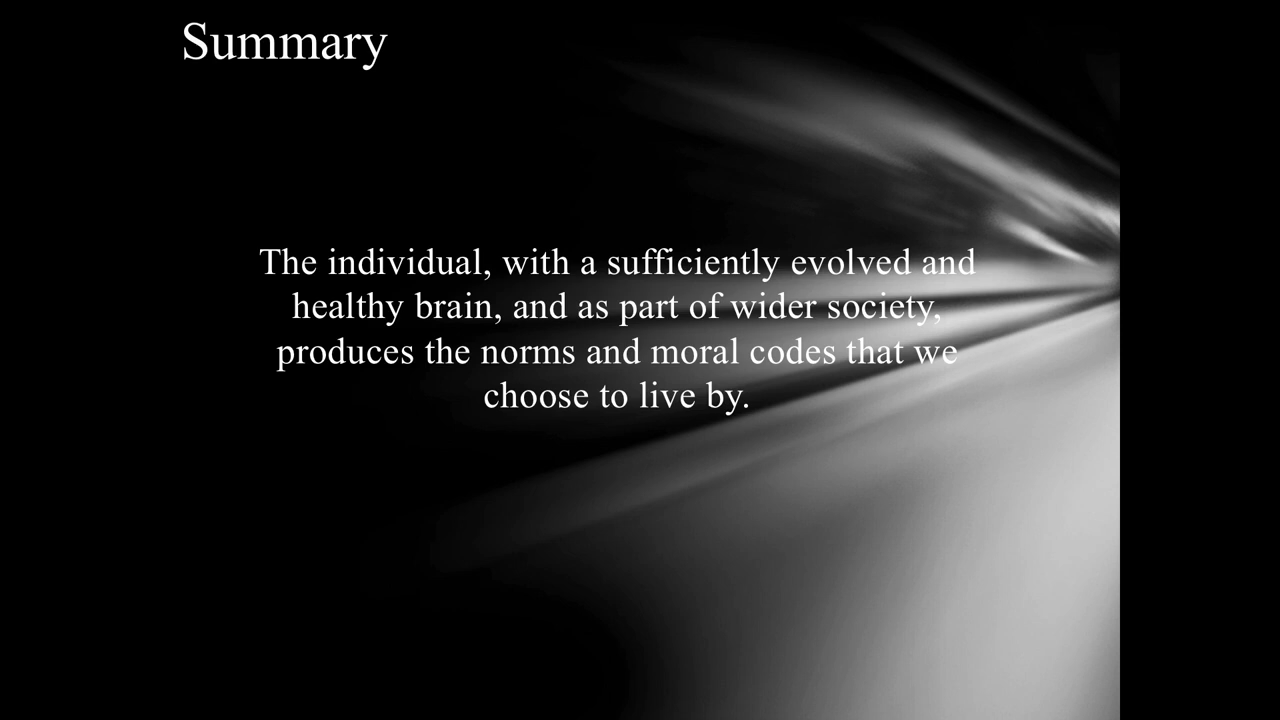 Summary
The individual, with a sufficiently evolved and
healthy brain, and as part of wider society,
produces the norms and moral codes that we
choose to live by.